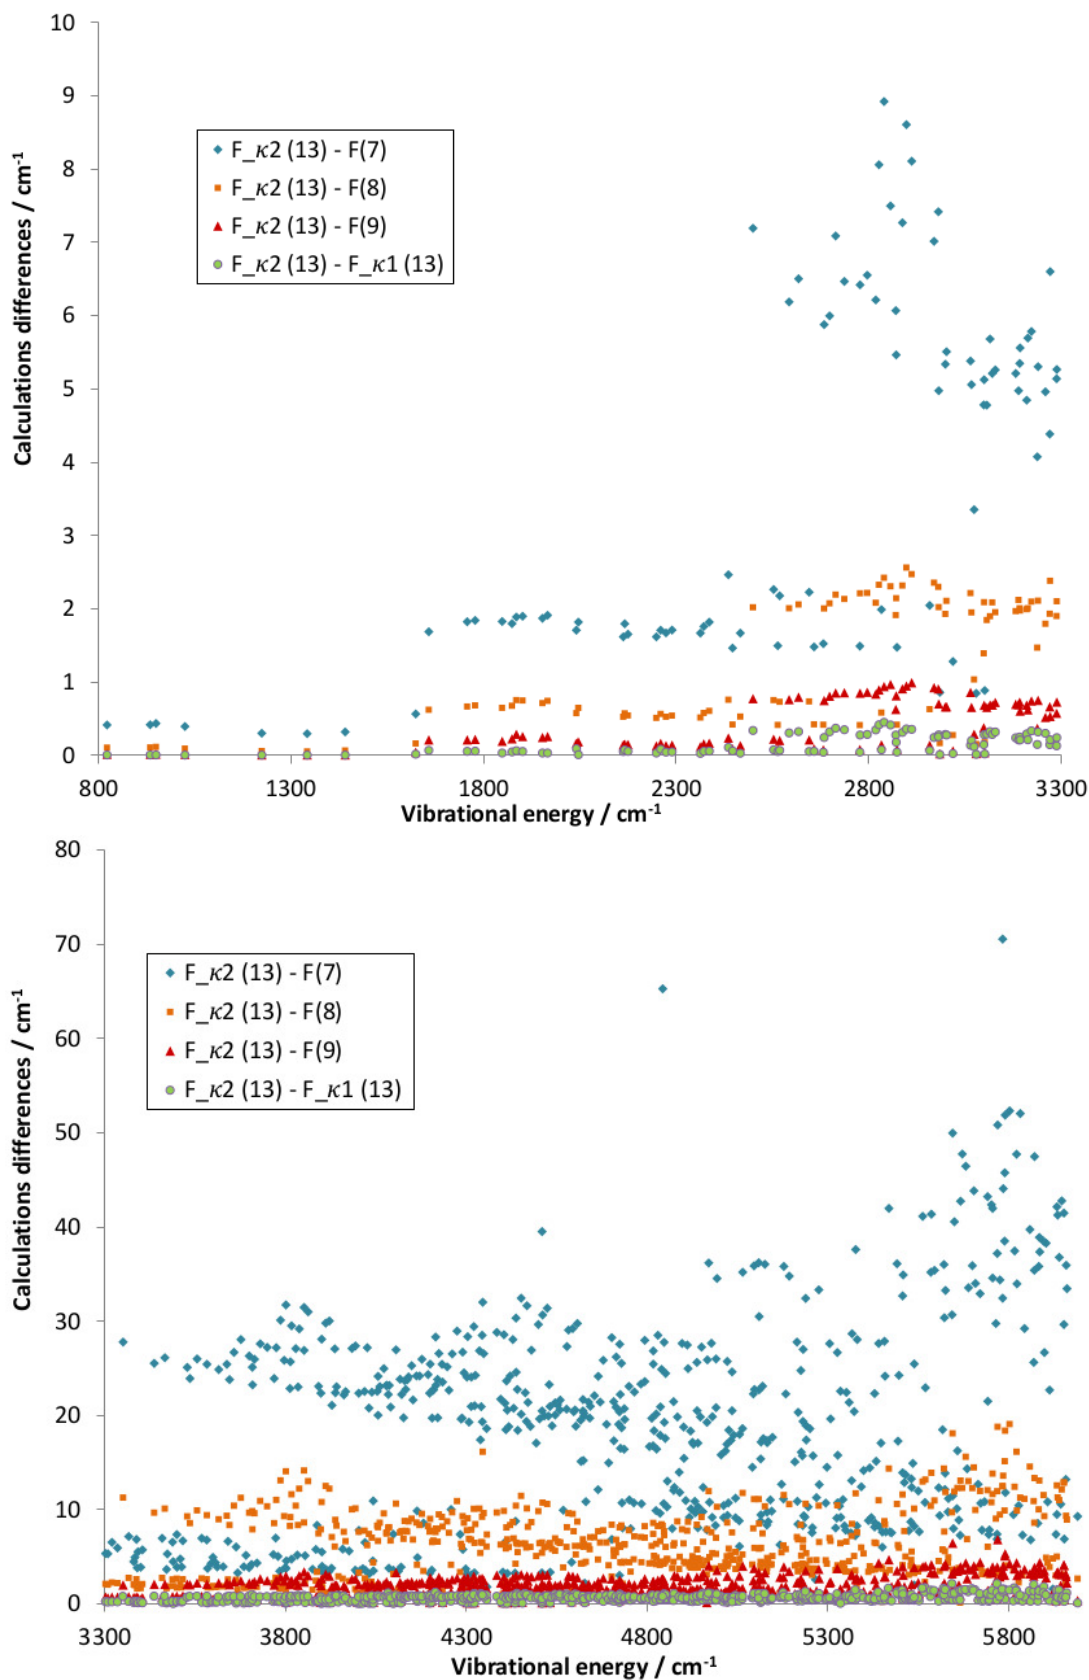 10
9
8
7
6
5
4
3
2
1
0
Calculations differences / cm⁻¹
F_κ2 (13) - F(7)
F_κ2 (13) - F(8)
F_κ2 (13) - F(9)
F_κ2 (13) - F_κ1 (13)
800 1300 1800 2300 2800 3300
Vibrational energy / cm⁻¹
80
70
60
50
40
30
20
10
0
Calculations differences / cm⁻¹
F_κ2 (13) - F(7)
F_κ2 (13) - F(8)
F_κ2 (13) - F(9)
F_κ2 (13) - F_κ1 (13)
3300 3800 4300 4800 5300 5800
Vibrational energy / cm⁻¹